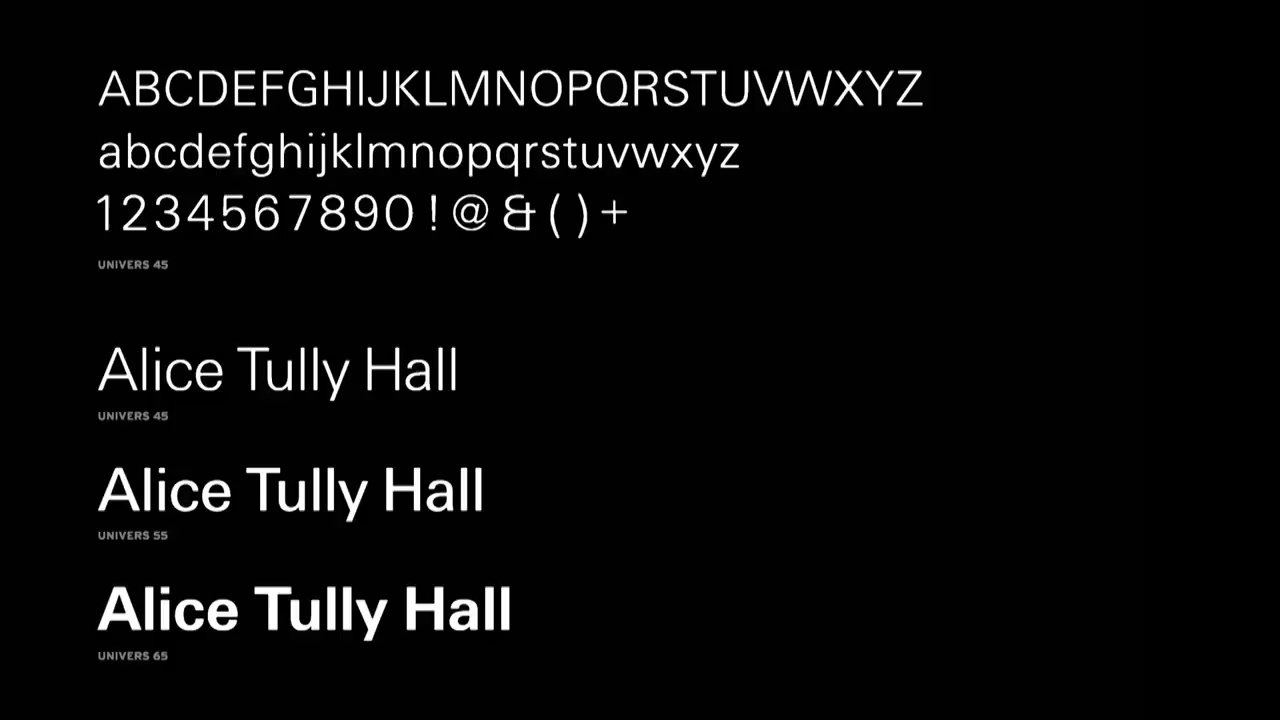 ABCDEFGHIJKLMNOPQRSTUVWXYZ
abcdefghijklmnopqrstuvwxyz
1234567890!@&()+
UNIVERS 45
Alice Tully Hall
UNIVERS 45
Alice Tully Hall
UNIVERS 55
Alice Tully Hall
UNIVERS 65